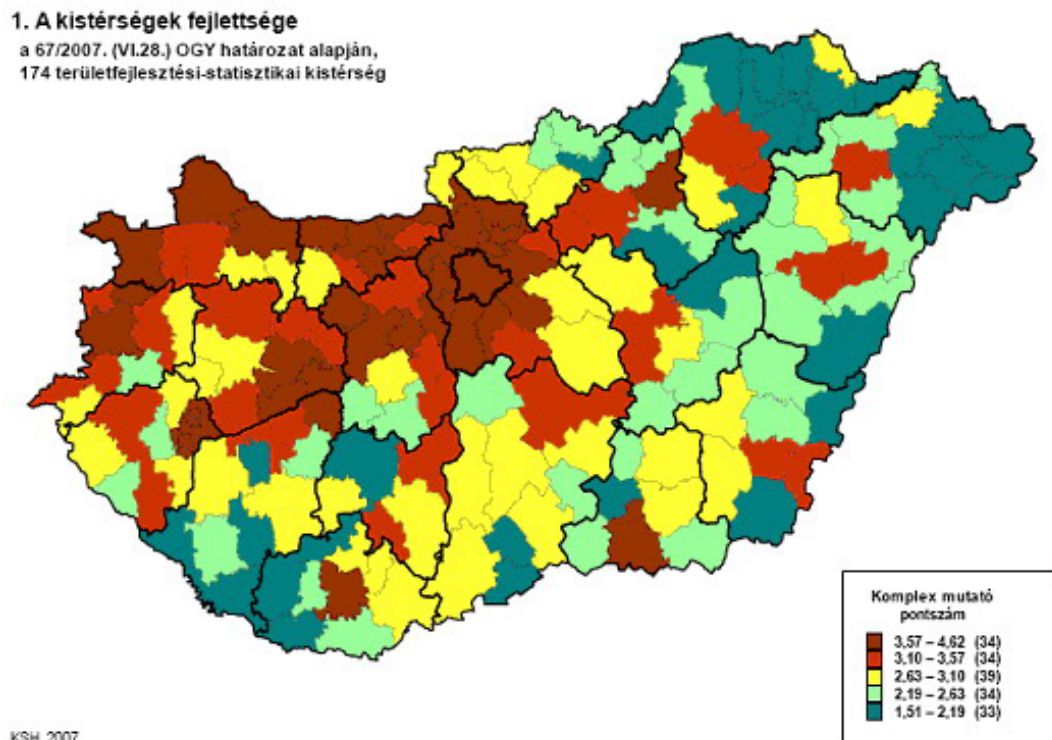 1. A kistérségek fejlettsége
a 67/2007. (VI.28.) OGY határozat alapján,
174 területfejlesztési-statisztikai kistérség
Komplex mutató
pontszám
3,57 – 4,62 (34)
3,10 – 3,57 (34)
2,63 – 3,10 (39)
2,19 – 2,63 (34)
1,51 – 2,19 (33)
KSH, 2007